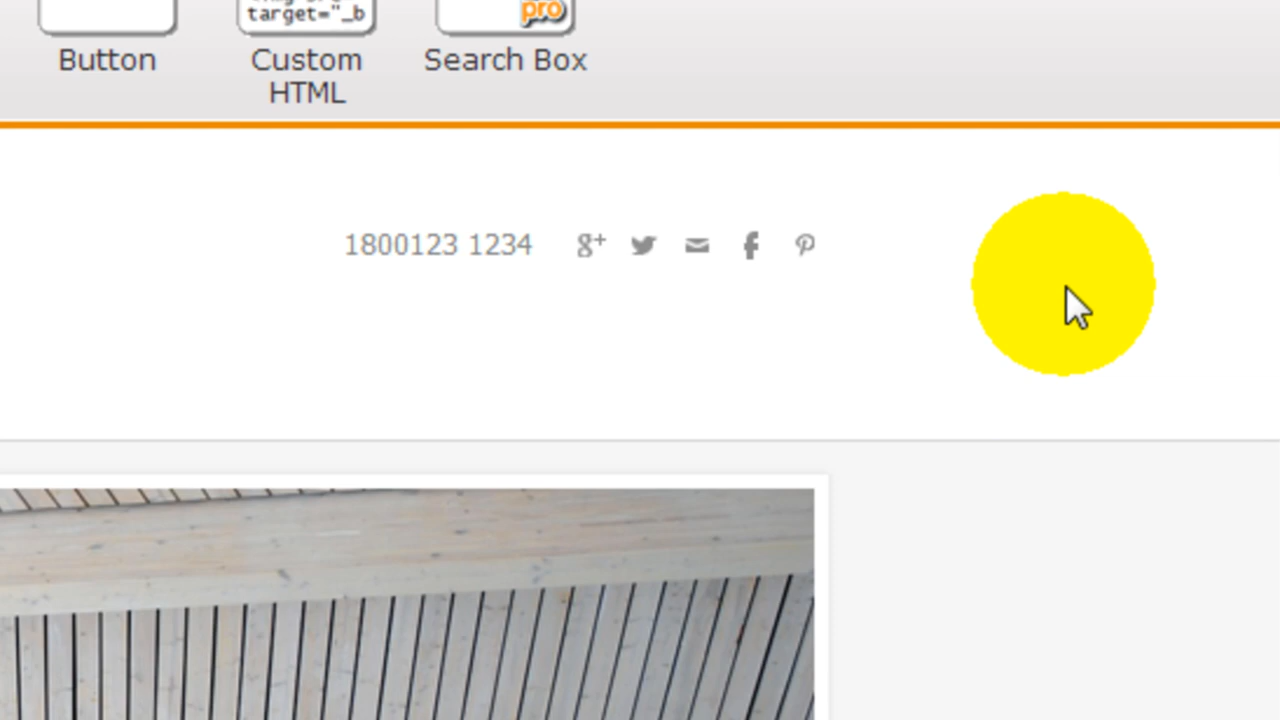 target="_b
pro
Button
Custom
HTML
Search Box
1800123 1234